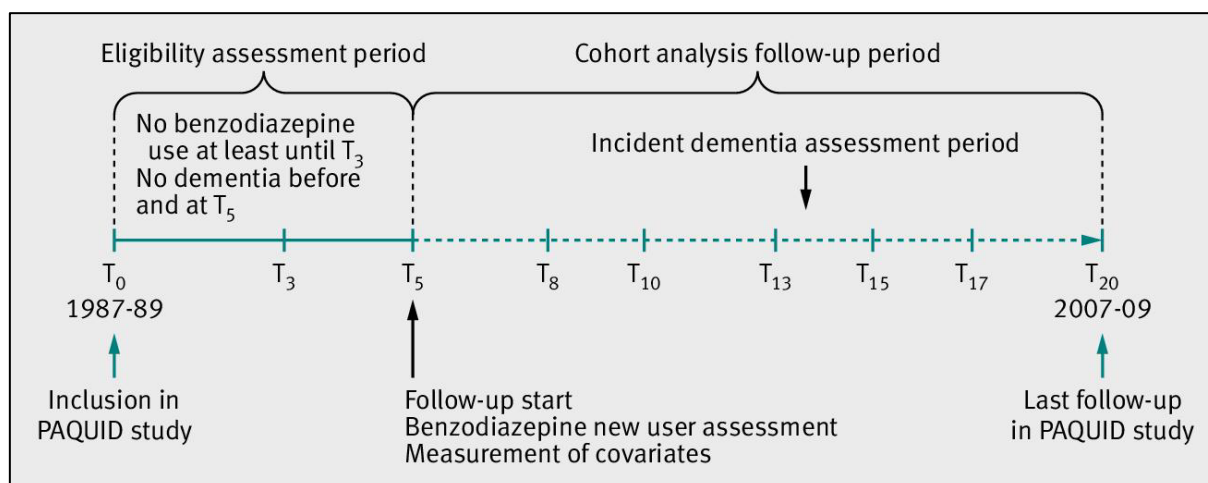 Eligibility assessment period
Cohort analysis follow-up period
No benzodiazepine
use at least until T₃
No dementia before
and at T₅
Incident dementia assessment period
T₀
T₃
T₅
T₈
T₁₀
T₁₃
T₁₅
T₁₇
T₂₀
1987-89
2007-09
Inclusion in
PAQUID study
Follow-up start
Benzodiazepine new user assessment
Measurement of covariates
Last follow-up
in PAQUID study